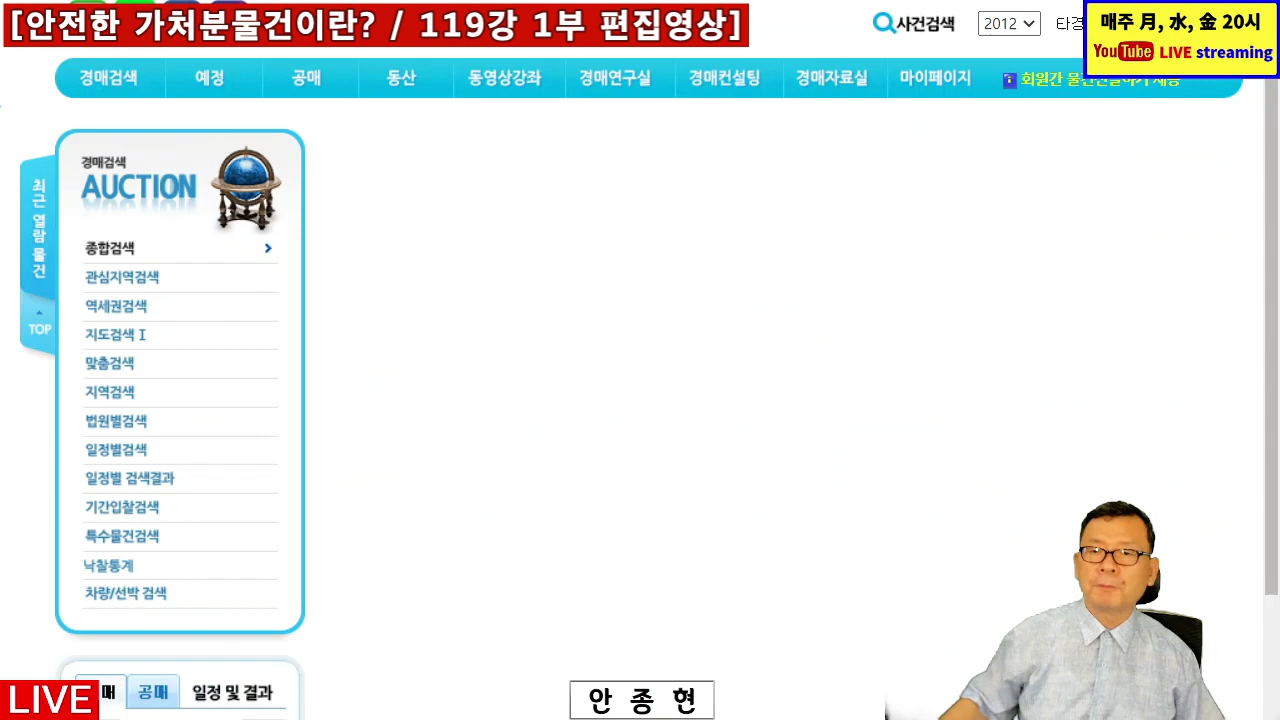 [안전한 가처분물건이란? / 119강 1부 편집영상]
사건검색
2012
타경
매주 月, 水, 金 20시
YouTube LIVE streaming
경매검색
예정
공매
동산
동영상강좌
경매연구실
경매컨설팅
경매자료실
마이페이지
회원간
최근 열람 물건
TOP
경매검색
AUCTION
종합검색
관심지역검색
역세권검색
지도검색 I
맞춤검색
지역검색
법원별검색
일정별검색
일정별 검색결과
기간입찰검색
특수물건검색
낙찰통계
차량/선박 검색
매
공매
일정 및 결과
LIVE
안 종 현